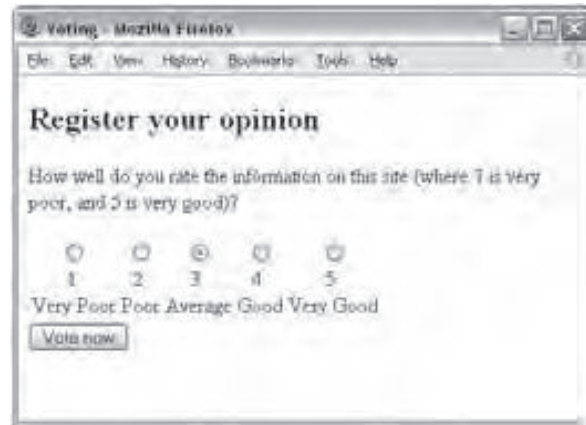 Voting - Mozilla Firefox
File Edit View History Bookmarks Tools Help
Register your opinion
How well do you rate the information on this site (where 1 is very
poor, and 5 is very good)?
1 2 3 4 5
Very Poor Poor Average Good Very Good
Vote now